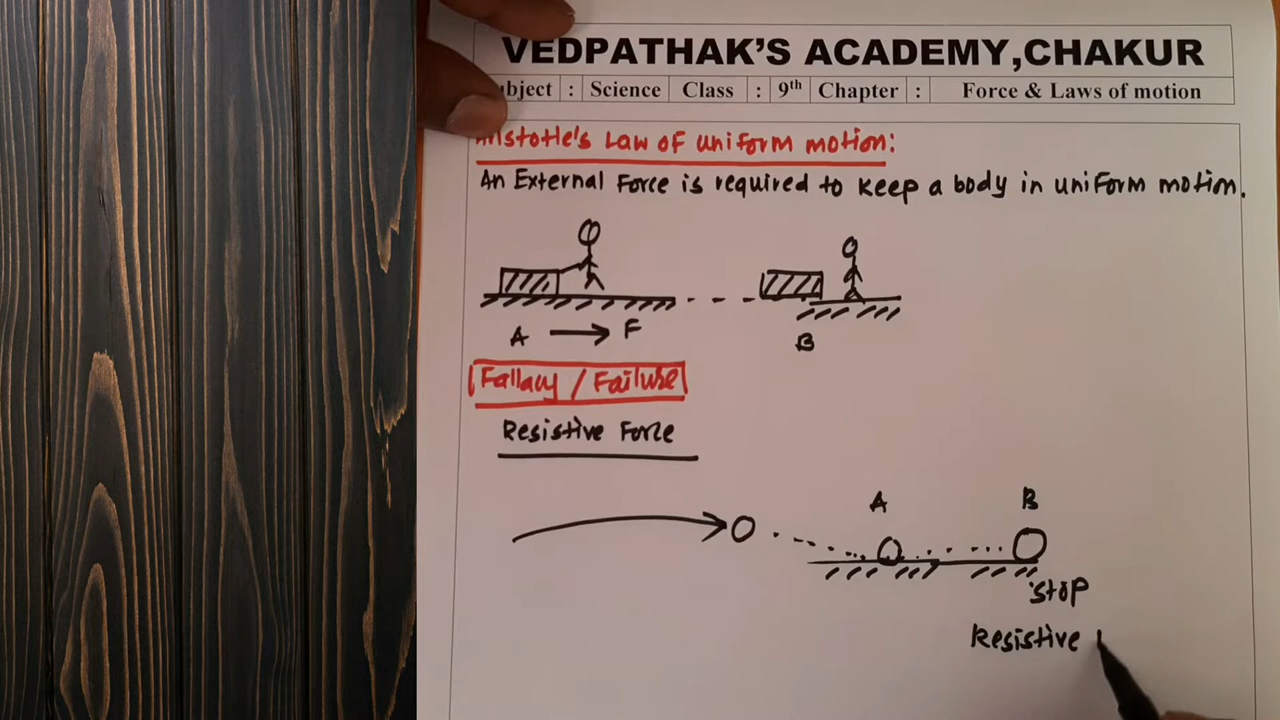 VEDPATHAK'S ACADEMY,CHAKUR
: Science Class : 9th Chapter : Force & Laws of motion
Law of uniform motion:
An External Force is required to keep a body in uniform motion.
A F
B
Fallacy / Failure
Resistive Force
A B
stop
Resistive